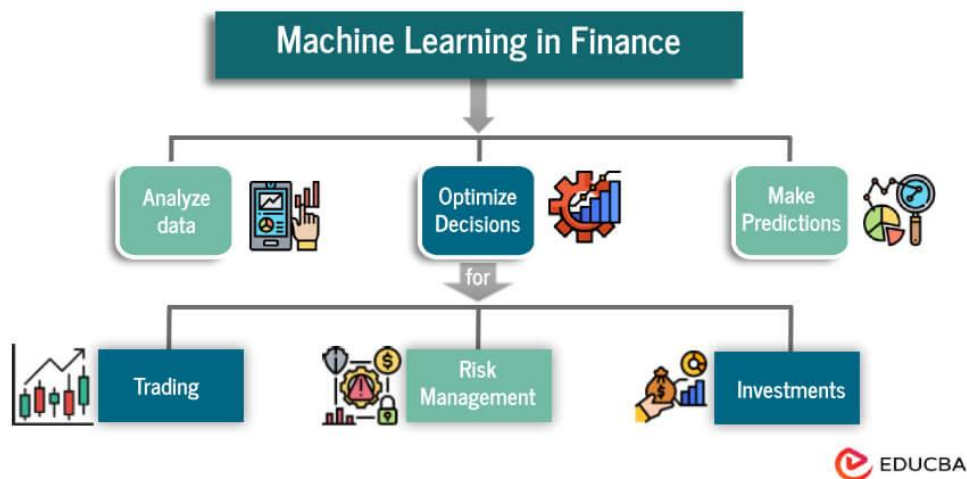 Machine Learning in Finance
Analyze
data
Optimize
Decisions
Make
Predictions
for
Trading
Risk
Management
Investments
EDUCBA